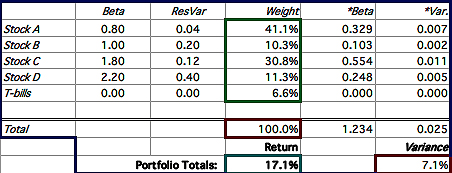 Beta ResVar Weight *Beta *Var.
Stock A 0.80 0.04 41.1% 0.329 0.007
Stock B 1.00 0.20 10.3% 0.103 0.002
Stock C 1.80 0.12 30.8% 0.554 0.011
Stock D 2.20 0.40 11.3% 0.248 0.005
T-bills 0.00 0.00 6.6% 0.000 0.000
Total 100.0% 1.234 0.025
Return Variance
Portfolio Totals: 17.1% 7.1%